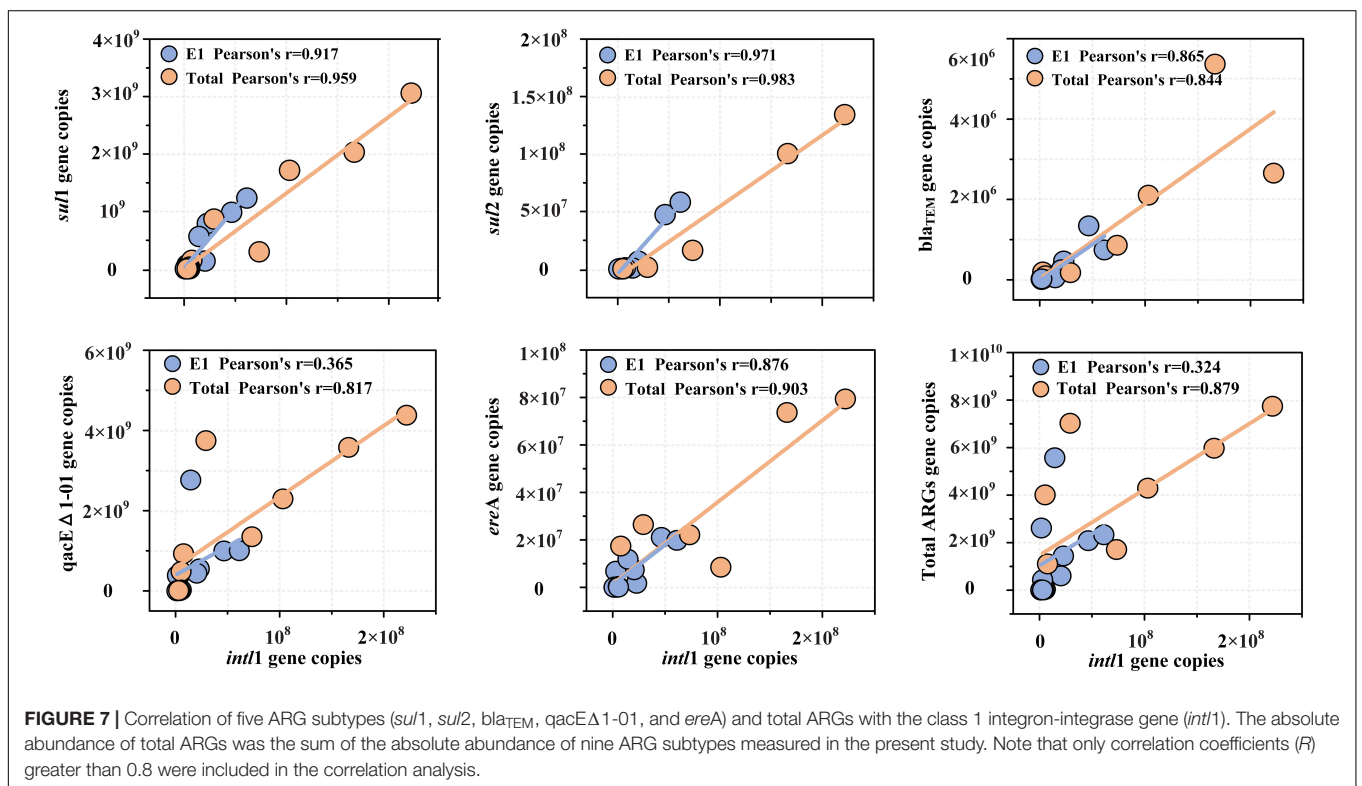 4×10⁹
3×10⁹
2×10⁹
10⁹
0
sul1 gene copies
E1 Pearson's r=0.917
Total Pearson's r=0.959
2×10⁸
1.5×10⁸
1×10⁸
5×10⁷
0
sul2 gene copies
E1 Pearson's r=0.971
Total Pearson's r=0.983
6×10⁶
4×10⁶
2×10⁶
0
blaTEM gene copies
E1 Pearson's r=0.865
Total Pearson's r=0.844
6×10⁹
4×10⁹
2×10⁹
0
qacE Δ 1-01 gene copies
E1 Pearson's r=0.365
Total Pearson's r=0.817
0 10⁸ 2×10⁸
intl1 gene copies
1×10⁸
8×10⁷
6×10⁷
4×10⁷
2×10⁷
0
ereA gene copies
E1 Pearson's r=0.876
Total Pearson's r=0.903
0 10⁸ 2×10⁸
intl1 gene copies
1×10¹⁰
8×10⁹
6×10⁹
4×10⁹
2×10⁹
0
Total ARGs gene copies
E1 Pearson's r=0.324
Total Pearson's r=0.879
0 10⁸ 2×10⁸
intl1 gene copies
FIGURE 7 | Correlation of five ARG subtypes (sul1, sul2, blaTEM, qacEΔ1-01, and ereA) and total ARGs with the class 1 integron-integrase gene (intl1). The absolute
abundance of total ARGs was the sum of the absolute abundance of nine ARG subtypes measured in the present study. Note that only correlation coefficients (R)
greater than 0.8 were included in the correlation analysis.